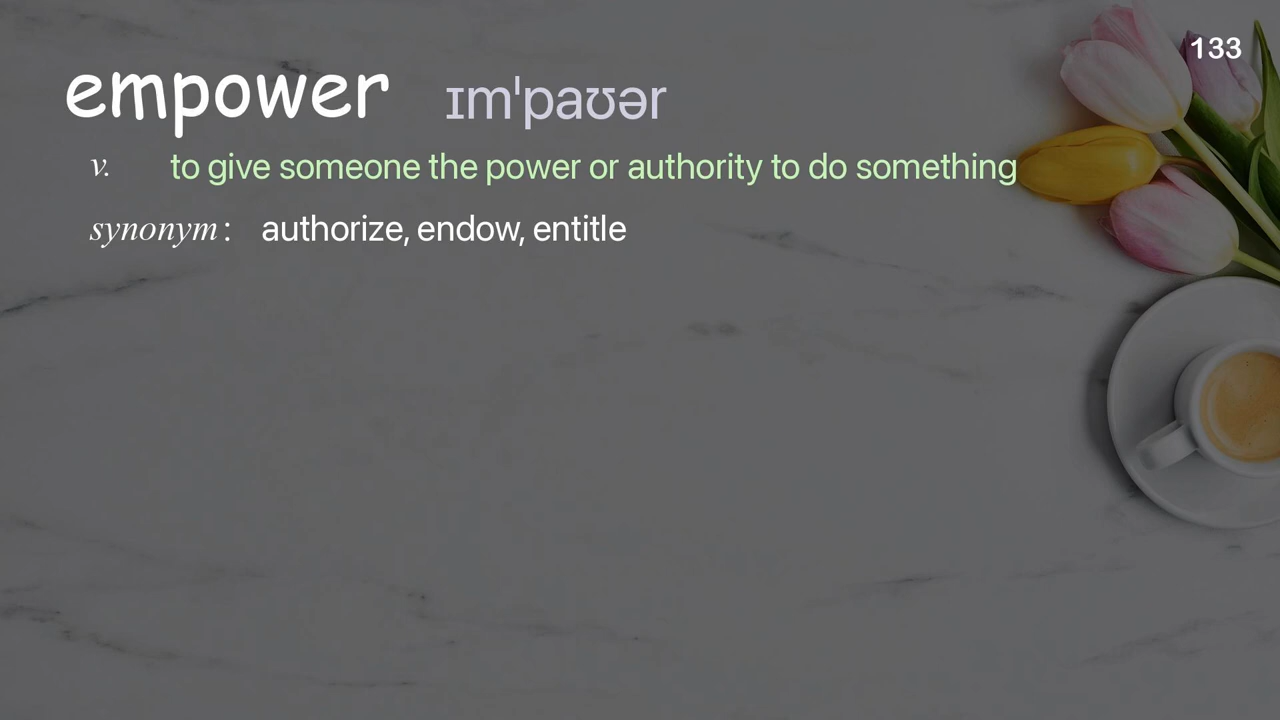 133
empower ɪmˈpaʊər
v. to give someone the power or authority to do something
synonym: authorize, endow, entitle